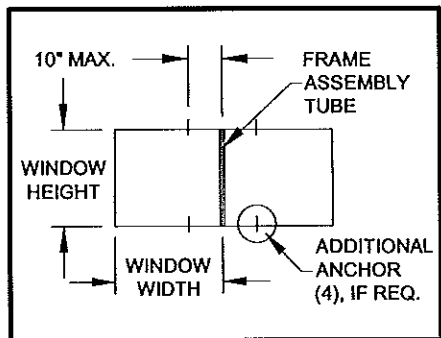 10" MAX.
FRAME
ASSEMBLY
TUBE
WINDOW
HEIGHT
WINDOW
WIDTH
ADDITIONAL
ANCHOR
(4), IF REQ.